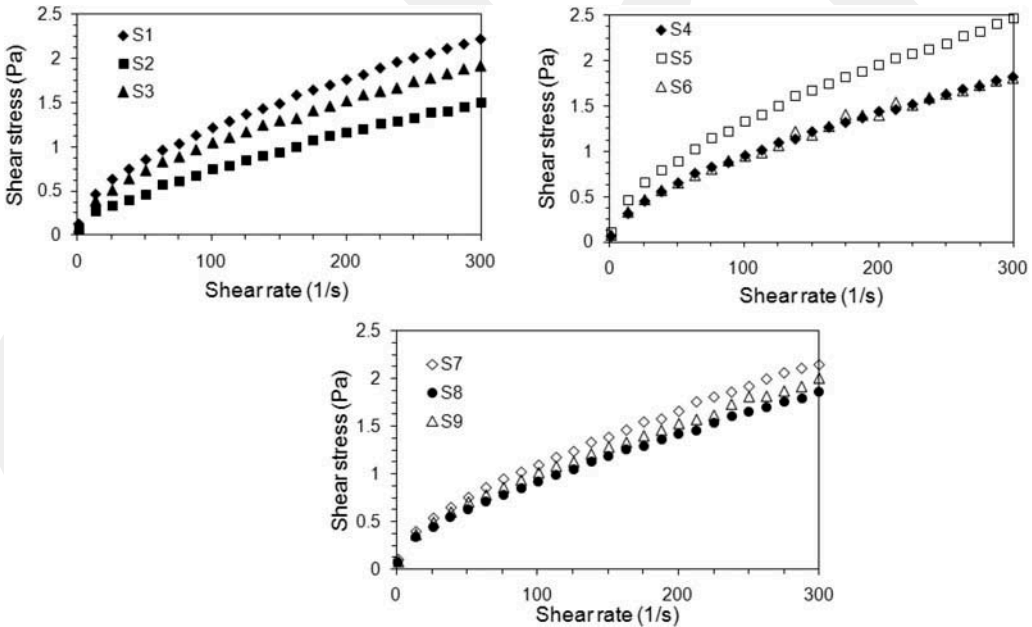 2.5
2
1.5
1
0.5
0
Shear stress (Pa)
S1
S2
S3
0 100 200 300
Shear rate (1/s)
2.5
2
1.5
1
0.5
0
Shear stress (Pa)
S4
S5
S6
0 100 200 300
Shear rate (1/s)
2.5
2
1.5
1
0.5
0
Shear stress (Pa)
S7
S8
S9
0 100 200 300
Shear rate (1/s)